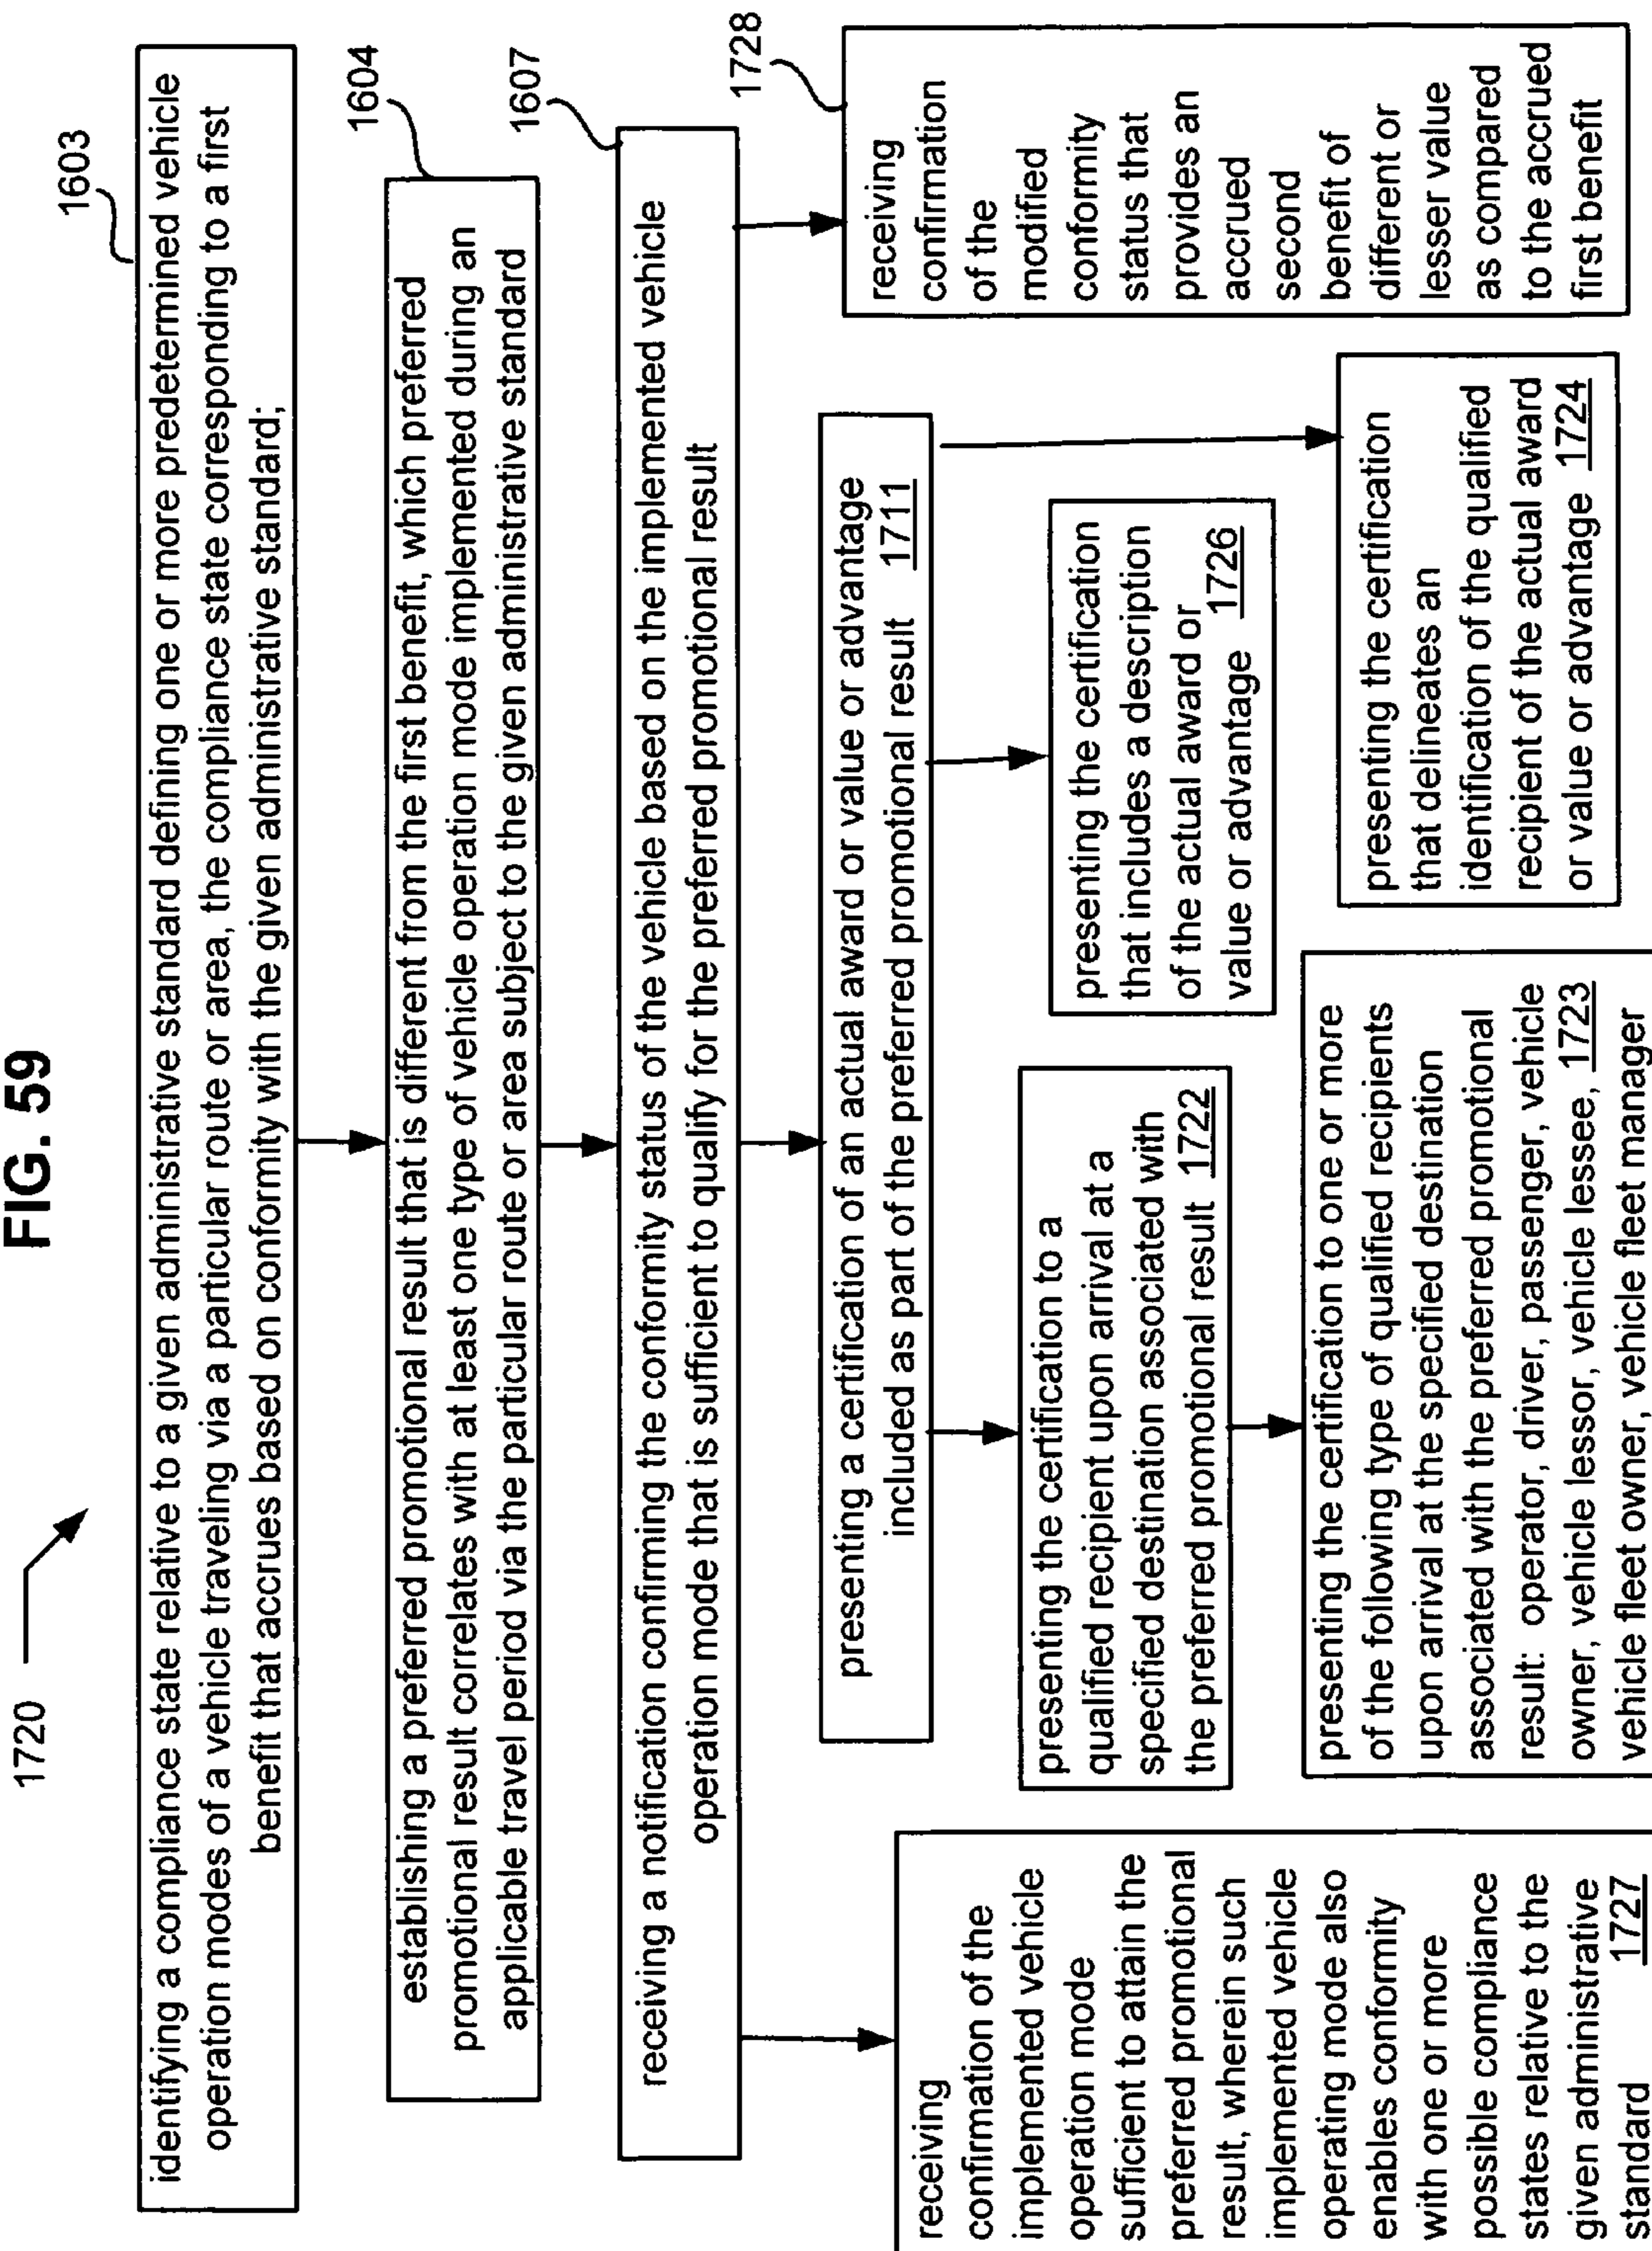 FIG. 59
1720
1603
identifying a compliance state relative to a given administrative standard defining one or more predetermined vehicle
operation modes of a vehicle traveling via a particular route or area, the compliance state corresponding to a first
benefit that accrues based on conformity with the given administrative standard;
1604
establishing a preferred promotional result that is different from the first benefit, which preferred
promotional result correlates with at least one type of vehicle operation mode implemented during an
applicable travel period via the particular route or area subject to the given administrative standard
1607
receiving a notification confirming the conformity status of the vehicle based on the implemented vehicle
operation mode that is sufficient to qualify for the preferred promotional result
presenting a certification of an actual award or value or advantage
included as part of the preferred promotional result 1711
receiving
confirmation of the
implemented vehicle
operation mode
sufficient to attain the
preferred promotional
result, wherein such
implemented vehicle
operating mode also
enables conformity
with one or more
possible compliance
states relative to the
given administrative
standard 1727
presenting the certification to a
qualified recipient upon arrival at a
specified destination associated with
the preferred promotional result 1722
presenting the certification to one or more
of the following type of qualified recipients
upon arrival at the specified destination
associated with the preferred promotional
result: operator, driver, passenger, vehicle
owner, vehicle lessor, vehicle lessee, 1723
vehicle fleet owner, vehicle fleet manager
presenting the certification
that includes a description
of the actual award or
value or advantage 1726
presenting the certification
that delineates an
identification of the qualified
recipient of the actual award
or value or advantage 1724
1728
receiving
confirmation
of the
modified
conformity
status that
provides an
accrued
second
benefit of
different or
lesser value
as compared
to the accrued
first benefit